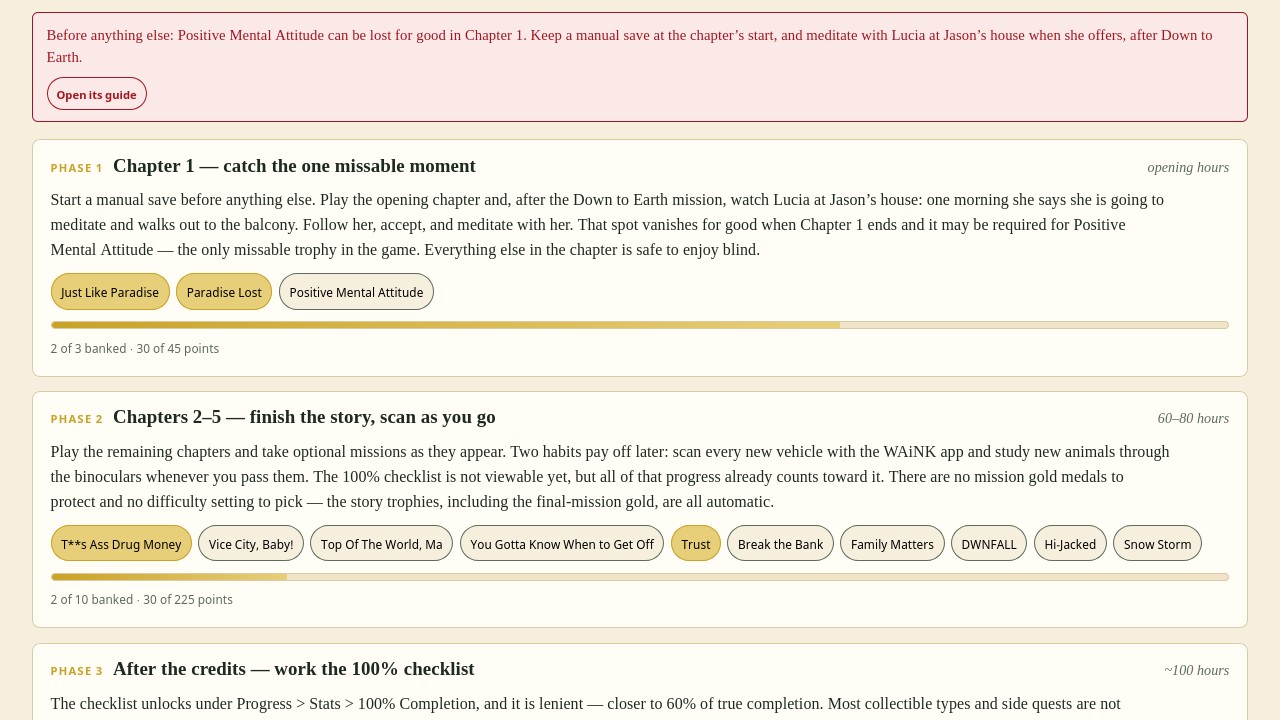 Before anything else: Positive Mental Attitude can be lost for good in Chapter 1. Keep a manual save at the chapter’s start, and meditate with Lucia at Jason’s house when she offers, after Down to
Earth.
Open its guide
PHASE 1 Chapter 1 — catch the one missable moment opening hours
Start a manual save before anything else. Play the opening chapter and, after the Down to Earth mission, watch Lucia at Jason’s house: one morning she says she is going to
meditate and walks out to the balcony. Follow her, accept, and meditate with her. That spot vanishes for good when Chapter 1 ends and it may be required for Positive
Mental Attitude — the only missable trophy in the game. Everything else in the chapter is safe to enjoy blind.
Just Like Paradise Paradise Lost Positive Mental Attitude
2 of 3 banked · 30 of 45 points
PHASE 2 Chapters 2–5 — finish the story, scan as you go 60–80 hours
Play the remaining chapters and take optional missions as they appear. Two habits pay off later: scan every new vehicle with the WAiNK app and study new animals through
the binoculars whenever you pass them. The 100% checklist is not viewable yet, but all of that progress already counts toward it. There are no mission gold medals to
protect and no difficulty setting to pick — the story trophies, including the final-mission gold, are all automatic.
T**s Ass Drug Money Vice City, Baby! Top Of The World, Ma You Gotta Know When to Get Off Trust Break the Bank Family Matters DWNFALL Hi-Jacked Snow Storm
2 of 10 banked · 30 of 225 points
PHASE 3 After the credits — work the 100% checklist ~100 hours
The checklist unlocks under Progress > Stats > 100% Completion, and it is lenient — closer to 60% of true completion. Most collectible types and side quests are not